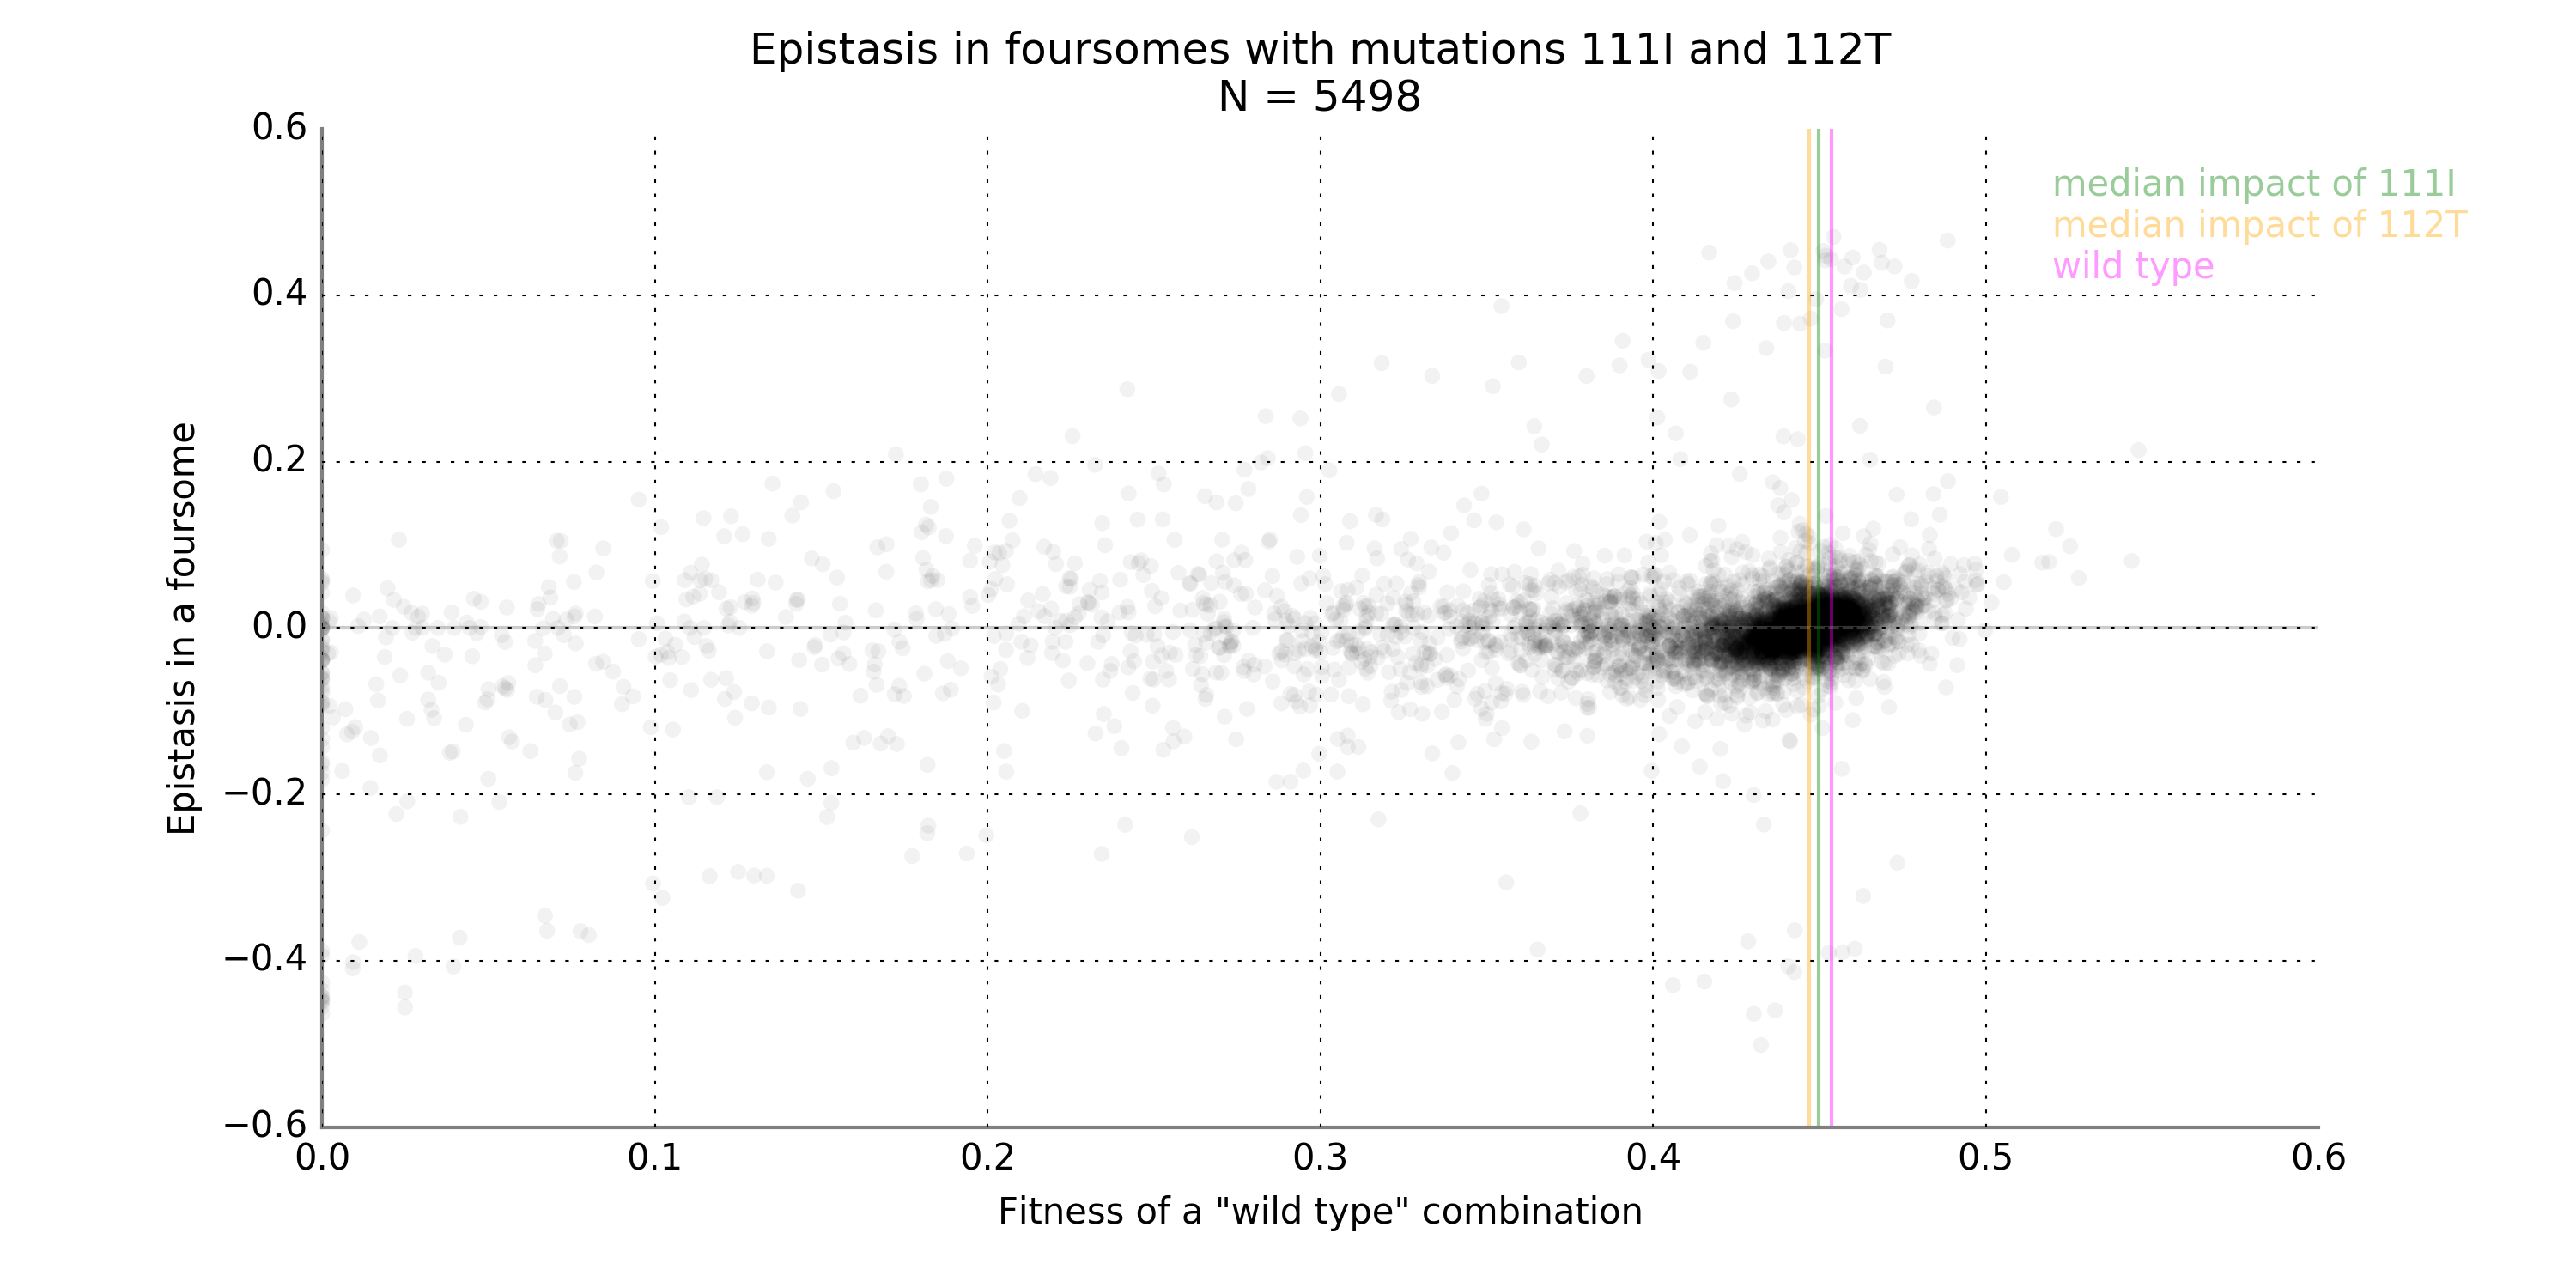 Epistasis in foursomes with mutations 111I and 112T
N = 5498
0.6
0.4
0.2
0.0
−0.2
−0.4
−0.6
Epistasis in a foursome
median impact of 111I
median impact of 112T
wild type
0.0 0.1 0.2 0.3 0.4 0.5 0.6
Fitness of a "wild type" combination